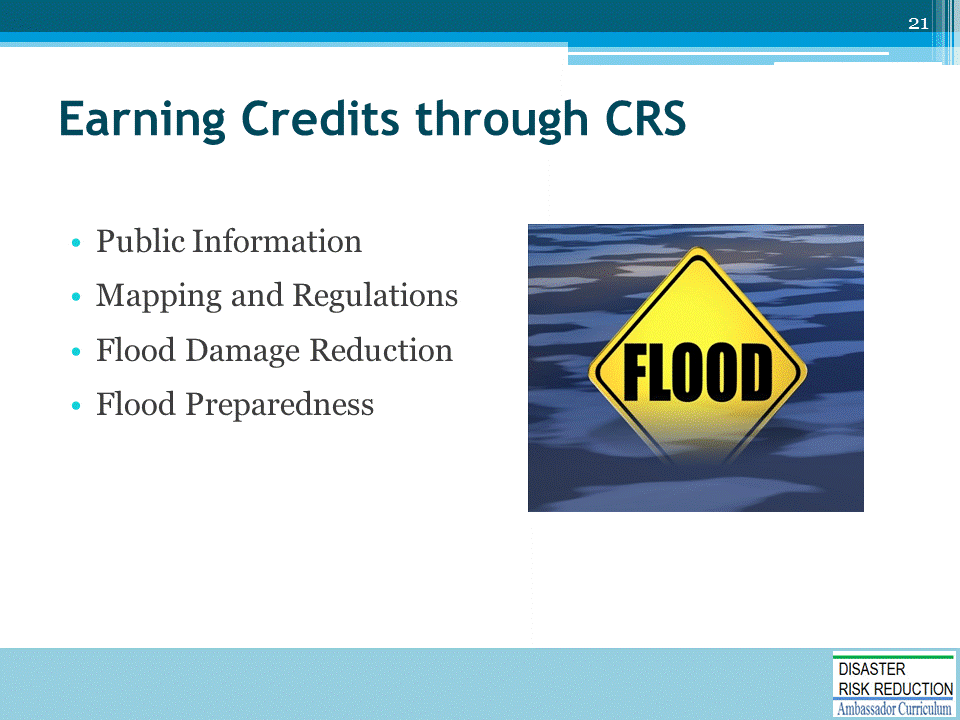 21
Earning Credits through CRS
• Public Information
• Mapping and Regulations
• Flood Damage Reduction
• Flood Preparedness
FLOOD
DISASTER
RISK REDUCTION
Ambassador Curriculum